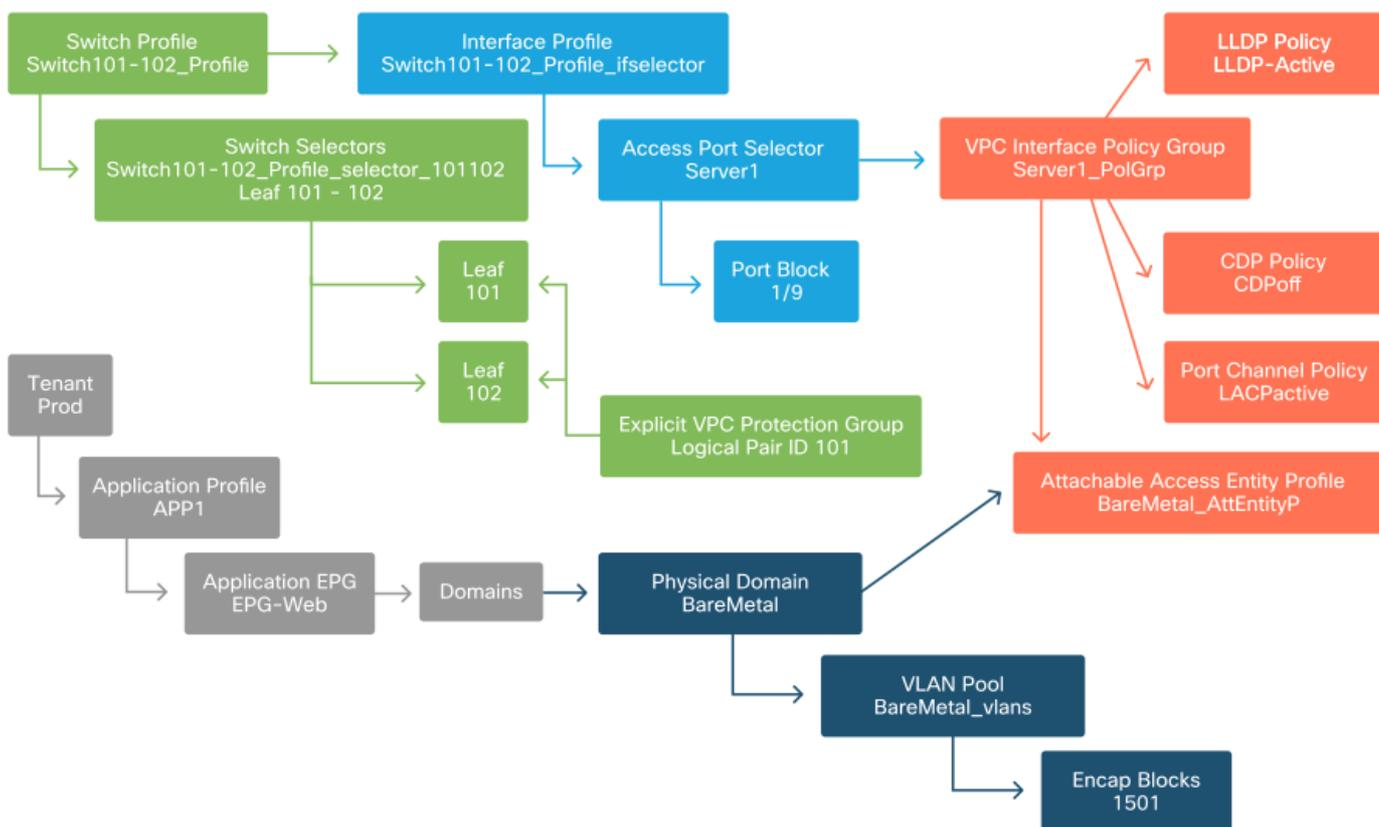 Switch Profile
Switch101-102_Profile
Interface Profile
Switch101-102_Profile_ifselector
LLDP Policy
LLDP-Active
Switch Selectors
Switch101-102_Profile_selector_101102
Leaf 101 - 102
Access Port Selector
Server1
VPC Interface Policy Group
Server1_PolGrp
Leaf
101
Port Block
1/9
CDP Policy
CDPoff
Leaf
102
Port Channel Policy
LACPactive
Tenant
Prod
Explicit VPC Protection Group
Logical Pair ID 101
Application Profile
APP1
Attachable Access Entity Profile
BareMetal_AttEntityP
Application EPG
EPG-Web
Domains
Physical Domain
BareMetal
VLAN Pool
BareMetal_vlans
Encap Blocks
1501